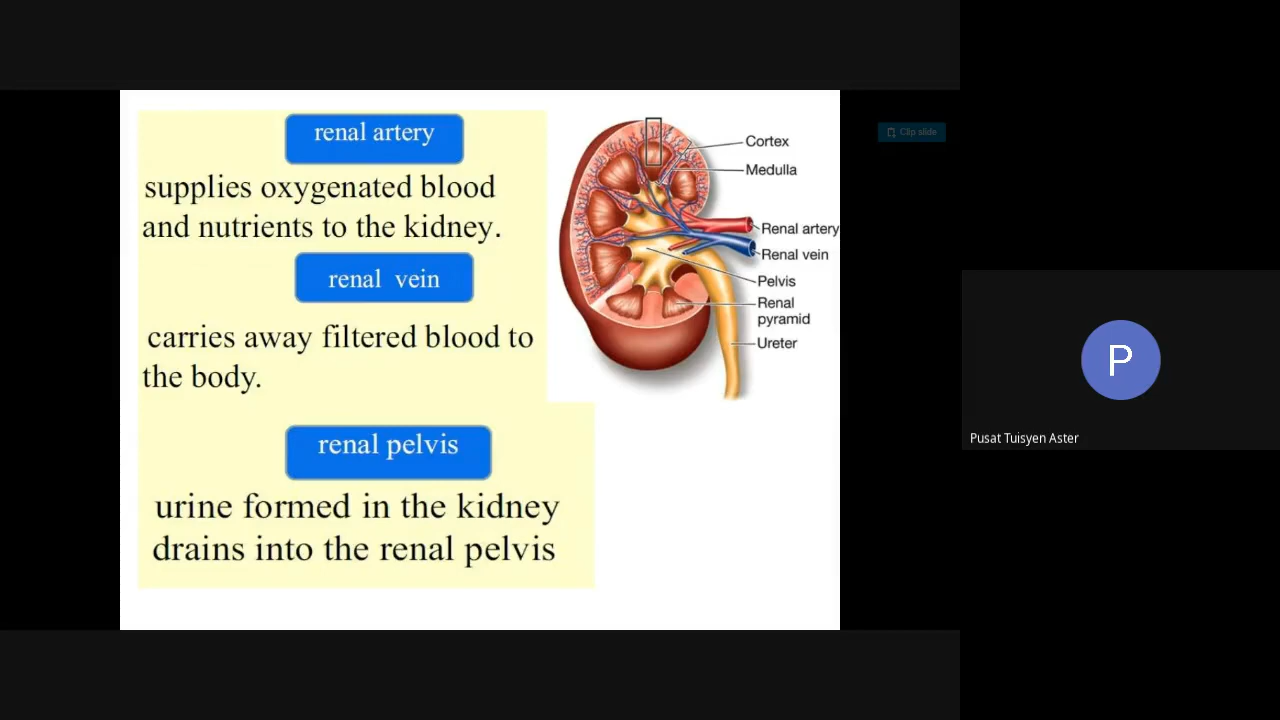 renal artery
supplies oxygenated blood
and nutrients to the kidney.
renal vein
carries away filtered blood to
the body.
renal pelvis
urine formed in the kidney
drains into the renal pelvis
Cortex
Medulla
Renal artery
Renal vein
Pelvis
Renal
pyramid
Ureter
Clip slide
P
Pusat Tuisyen Aster